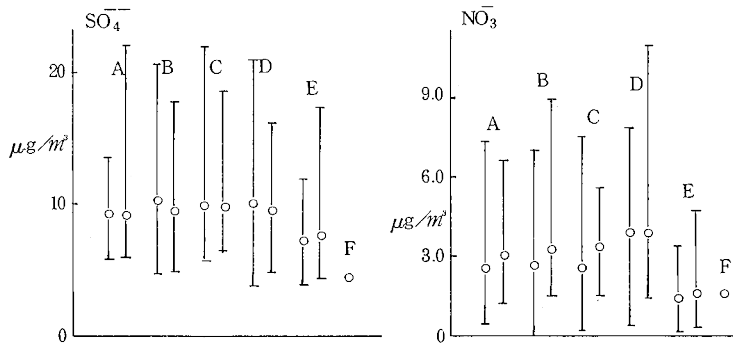 SO₄⁻⁻
20
A B C D E F
μg/m³
10
0
NO₃⁻
9.0
A B C D E F
6.0
μg/m³
3.0
0